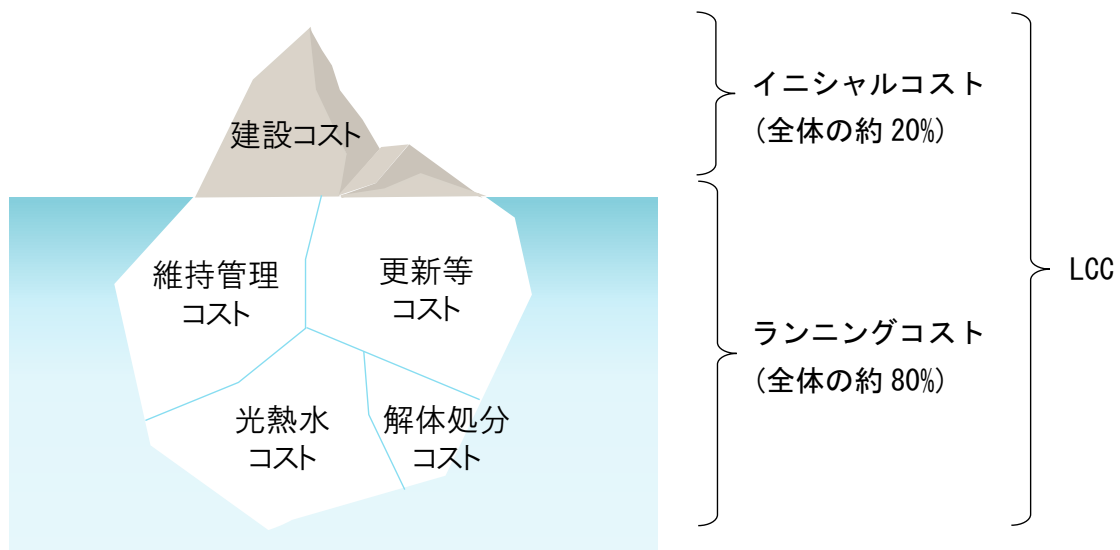 建設コスト
維持管理
コスト
更新等
コスト
光熱水
コスト
解体処分
コスト
イニシャルコスト
(全体の約 20%)
ランニングコスト
(全体の約 80%)
LCC